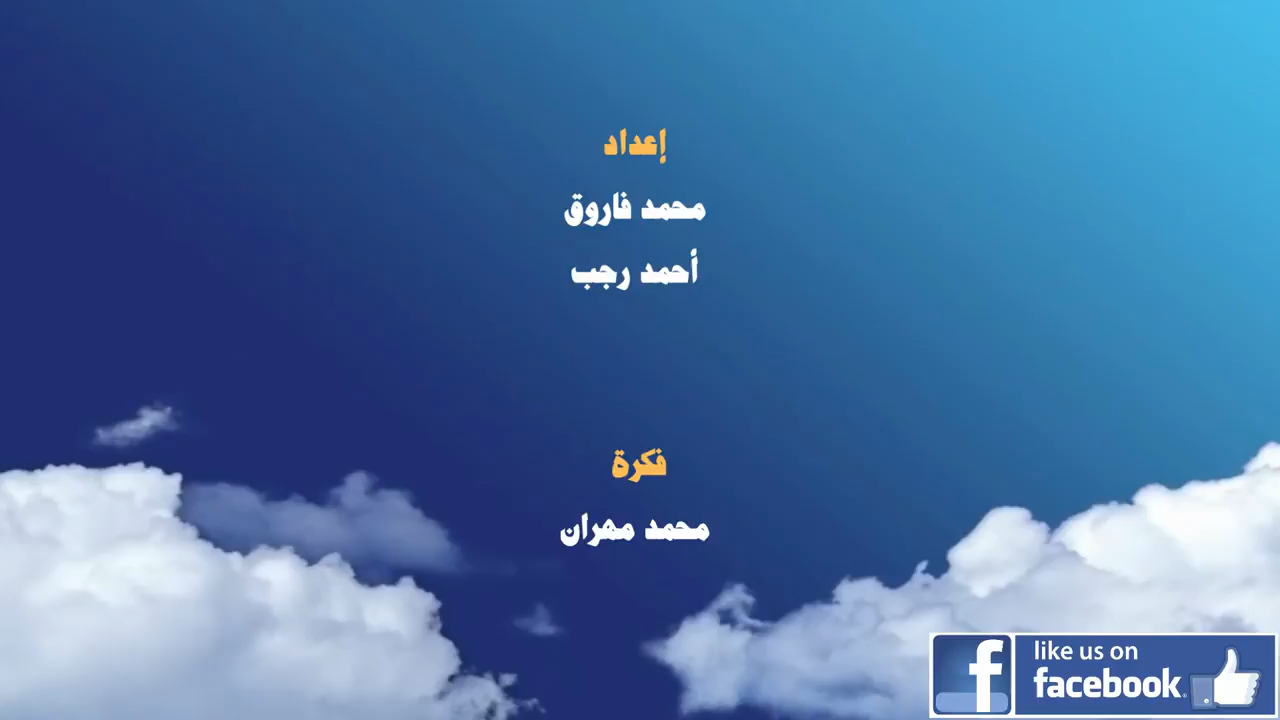 إعداد
محمد فاروق
أحمد رجب
فكرة
محمد مهران
like us on
facebook